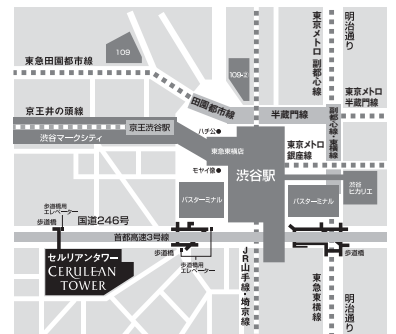 109
東急田園都市線
109-②
東京メトロ 副都心線
明治通り
東京メトロ
半蔵門線
田園都市線
半蔵門線
副都心線・東横線
京王井の頭線
京王渋谷駅
渋谷マークシティ
ハチ公
東急東横店
モヤイ像
渋谷駅
東京メトロ
銀座線
渋谷
ヒカリエ
バスターミナル
バスターミナル
歩道橋用
エレベーター
歩道橋
国道246号
首都高速3号線
セルリアンタワー
CERULEAN
TOWER
歩道橋
歩道橋用
エレベーター
歩道橋
JR山手線・埼京線
東急東横線
明治通り